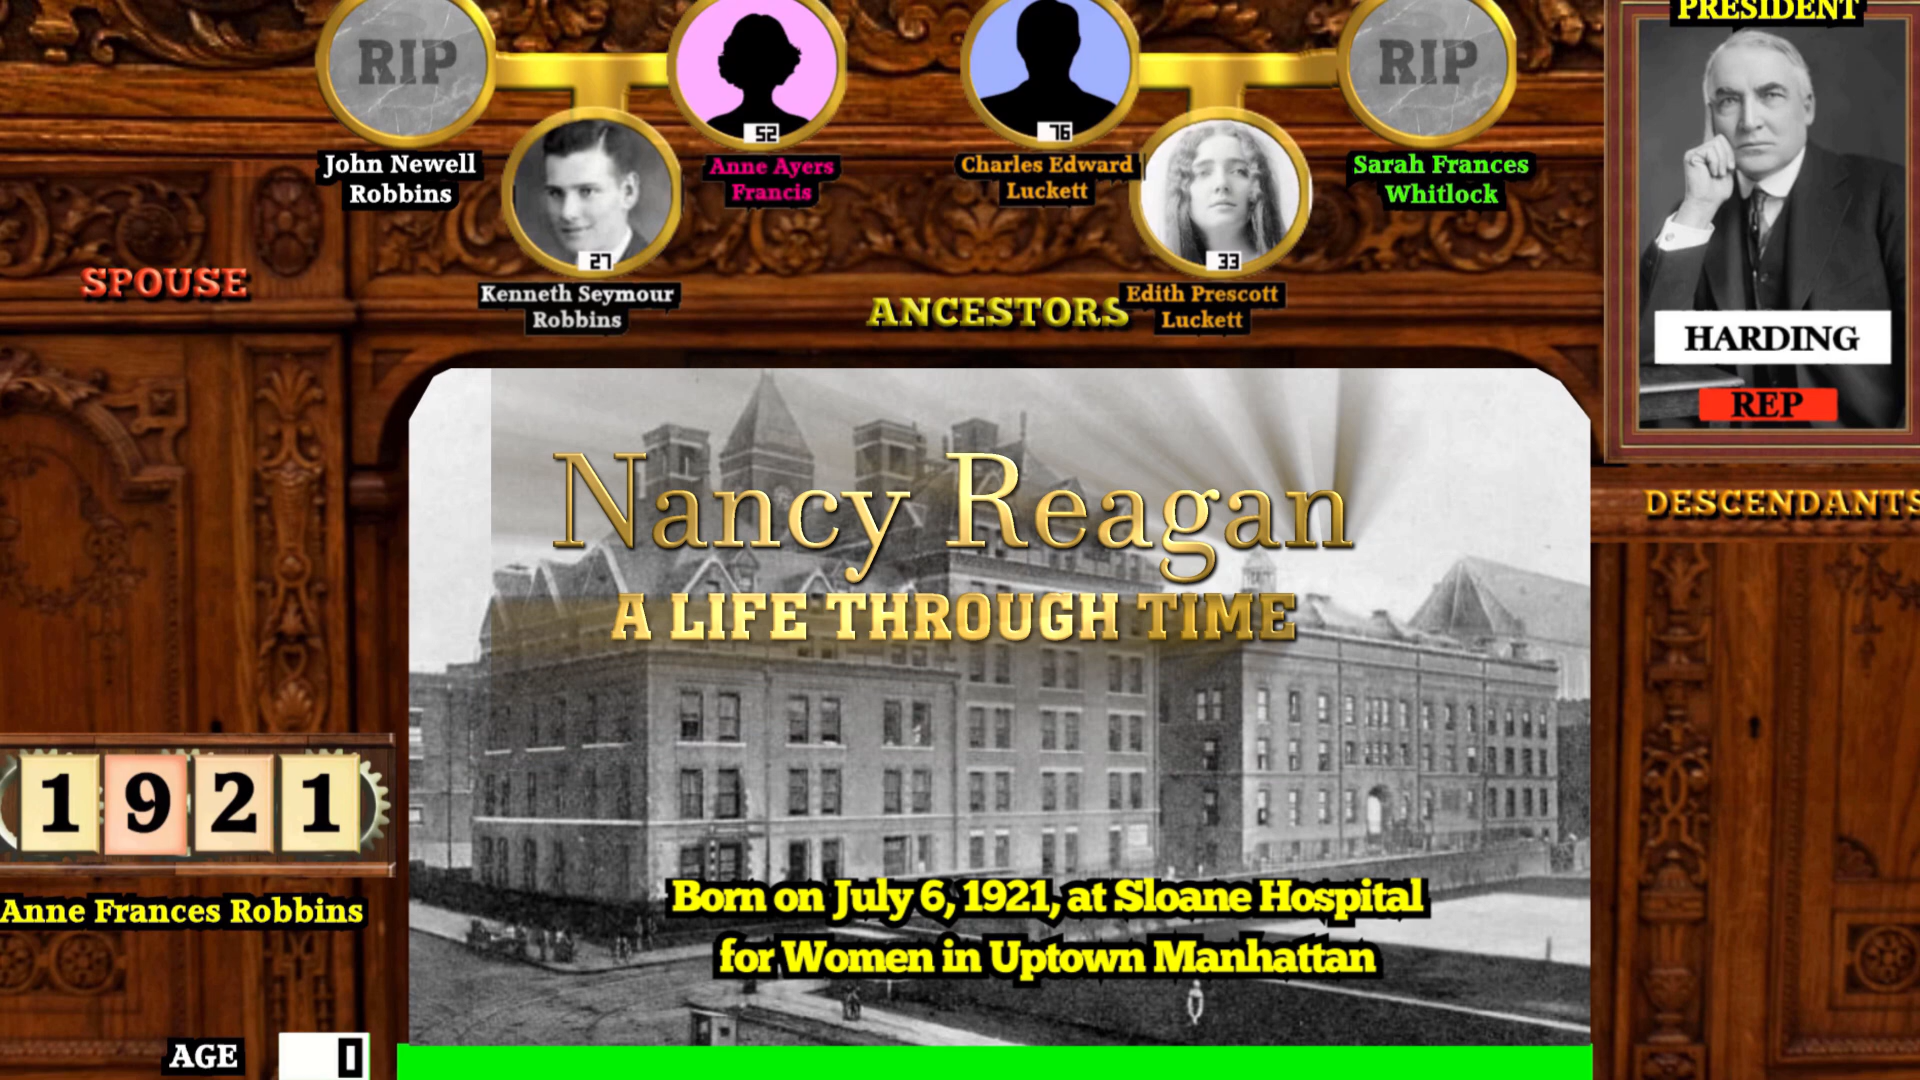 PRESIDENT
RIP
RIP
52
76
John Newell
Robbins
Anne Ayers
Francis
Charles Edward
Luckett
Sarah Frances
Whitlock
27
33
Kenneth Seymour
Robbins
Edith Prescott
Luckett
SPOUSE
ANCESTORS
HARDING
REP
DESCENDANTS
Nancy Reagan
A LIFE THROUGH TIME
1921
Anne Frances Robbins
Born on July 6, 1921, at Sloane Hospital
for Women in Uptown Manhattan
AGE 0